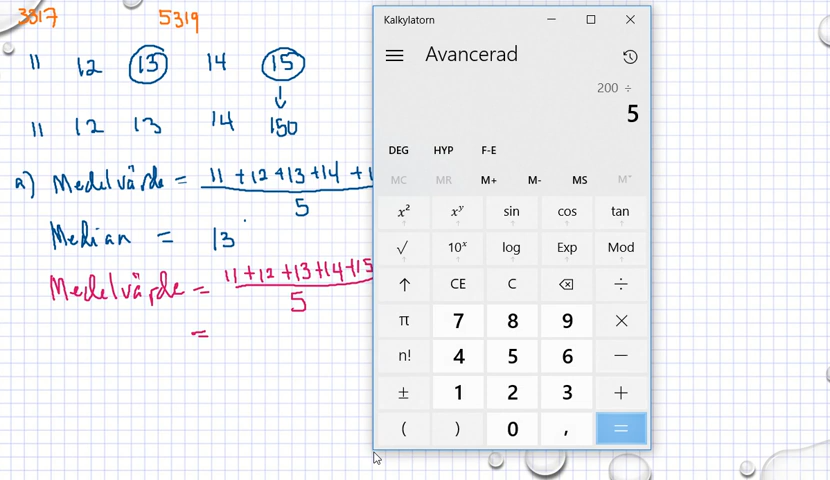 3317 5319
11 12 13 14 15
11 12 13 14 150
a) Medelvärde = 11 + 12 + 13 + 14 + 1
5
Median = 13
Medelvärde = 11 + 12 + 13 + 14 + 15
5
=
Kalkylatorn
Avancerad
200 ÷
5
DEG HYP F-E
MC MR M+ M- MS M˅
x² xʸ sin cos tan
√ 10ˣ log Exp Mod
↑ CE C ⌫ ÷
π 7 8 9 ×
n! 4 5 6 −
± 1 2 3 +
( ) 0 , =